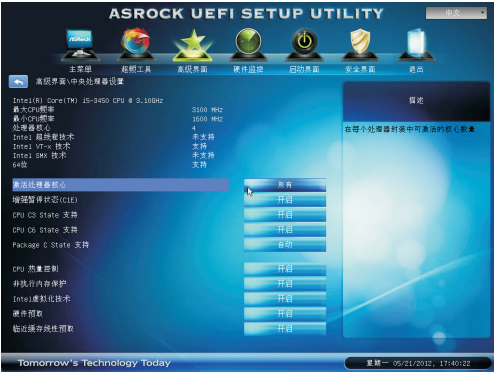 ASROCK UEFI SETUP UTILITY
中文
ASRock
主菜单 超频工具 高级界面 硬件监控 启动界面 安全界面 退出
高级界面\中央处理器设置
描述
Intel(R) Core(TM) i5-3450 CPU @ 3.10GHz
最大CPU频率 3100 MHz
最小CPU频率 1600 MHz
处理器核心 4
Intel 超线程技术 未支持
Intel VT-x 技术 支持
Intel SMX 技术 未支持
64位 支持
在每个处理器封装中可激活的核心数量
激活处理器核心 所有
增强暂停状态(C1E) 开启
CPU C3 State 支持 开启
CPU C6 State 支持 开启
Package C State 支持 自动
CPU 热量控制 开启
非执行内存保护 开启
Intel虚拟化技术 开启
硬件预取 开启
临近缓存线性预取 开启
Tomorrow's Technology Today
星期一 05/21/2012, 17:40:22